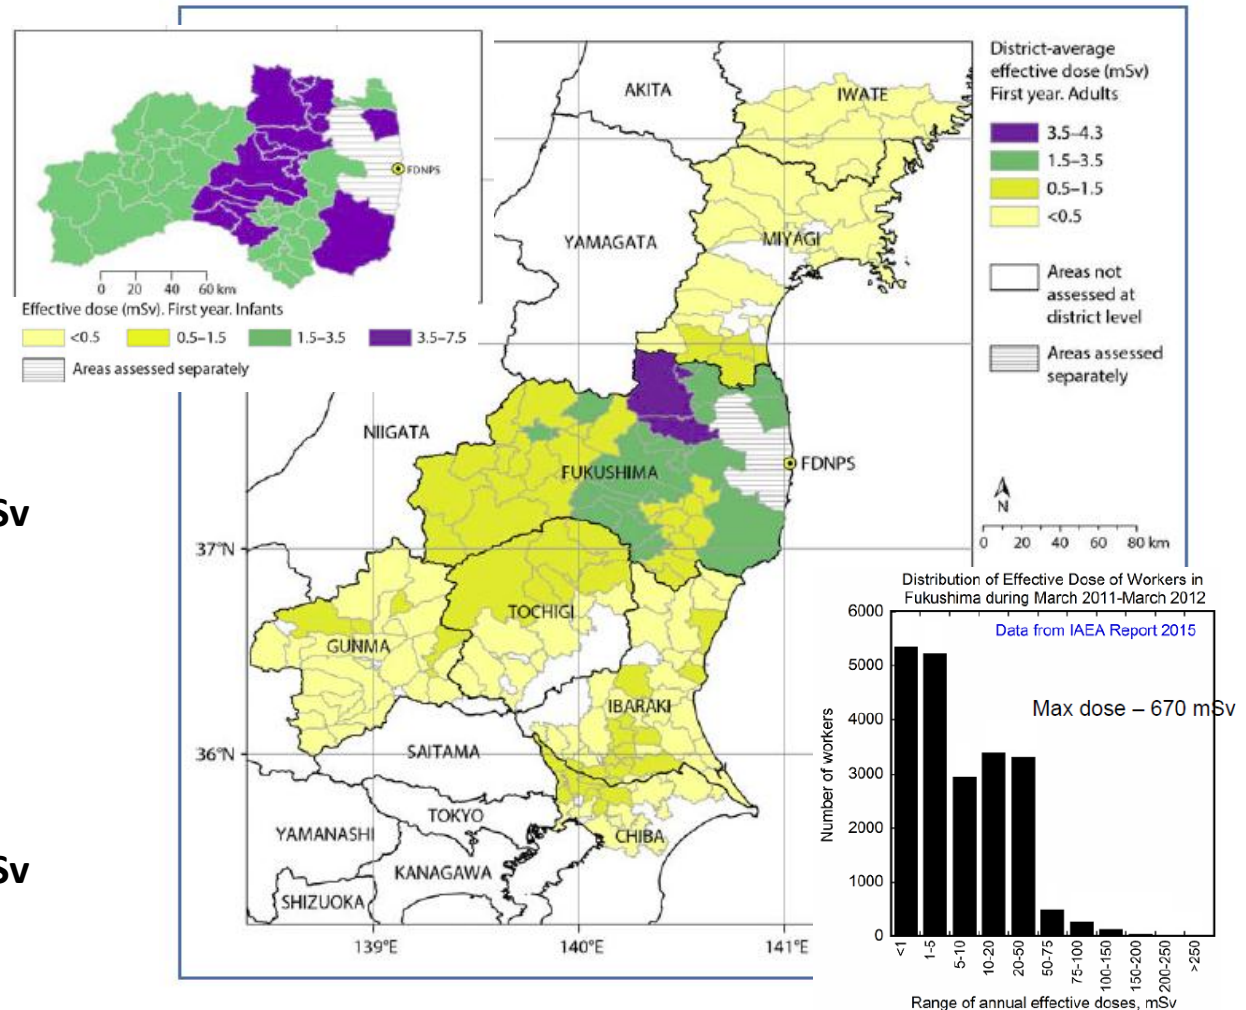 FDNPS
0 20 40 60 km
Effective dose (mSv). First year. Infants
<0.5 0.5–1.5 1.5–3.5 3.5–7.5
Areas assessed separately
Sv
Sv
District-average
effective dose (mSv)
First year. Adults
3.5–4.3
1.5–3.5
0.5–1.5
<0.5
Areas not
assessed at
district level
Areas assessed
separately
N
0 20 40 60 80 km
AKITA
IWATE
YAMAGATA
MIYAGI
NIIGATA
FUKUSHIMA
FDNPS
37°N
TOCHIGI
GUNMA
IBARAKI
36°N
SAITAMA
TOKYO
YAMANASHI
CHIBA
KANAGAWA
SHIZUOKA
139°E 140°E 141°E
Distribution of Effective Dose of Workers in
Fukushima during March 2011-March 2012
Data from IAEA Report 2015
Max dose – 670 mSv
Number of workers
6000
5000
4000
3000
2000
1000
0
<1 1-5 5-10 10-20 20-50 50-75 75-100 100-150 150-200 200-250 >250
Range of annual effective doses, mSv